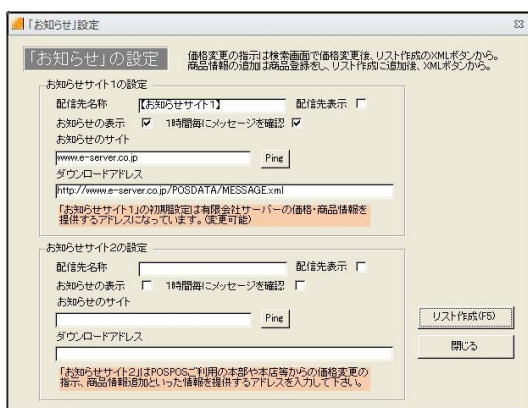 「お知らせ」設定
「お知らせ」の設定
価格変更の指示は検索画面で価格変更後、リスト作成のXMLボタンから。
商品情報の追加は商品登録をし、リスト作成に追加後、XMLボタンから。
お知らせサイト1の設定
配信先名称 【お知らせサイト1】 配信先表示
お知らせの表示 1時間毎にメッセージを確認
お知らせのサイト
www.e-server.co.jp Ping
ダウンロードアドレス
http://www.e-server.co.jp/POSDATA/MESSAGE.xml
「お知らせサイト1」の初期設定は有限会社サーバーの価格・商品情報を
提供するアドレスになっています。(変更可能)
お知らせサイト2の設定
配信先名称 配信先表示
お知らせの表示 1時間毎にメッセージを確認
お知らせのサイト
Ping
ダウンロードアドレス
「お知らせサイト2」はPOSPOSご利用の本部や本店等からの価格変更の
指示、商品情報追加といった情報を提供するアドレスを入力して下さい。
リスト作成(F5)
閉じる